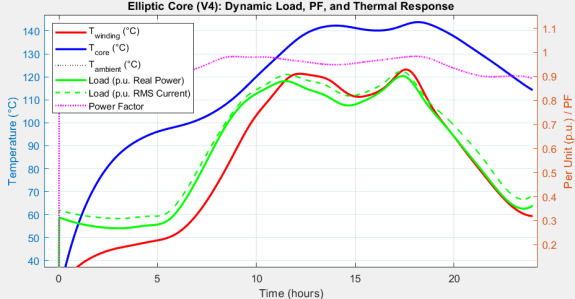 Elliptic Core (V4): Dynamic Load, PF, and Thermal Response
T_winding (°C)
T_core (°C)
T_ambient (°C)
Load (p.u. Real Power)
Load (p.u. RMS Current)
Power Factor
Temperature (°C)
140
130
120
110
100
90
80
70
60
50
40
0
5
10
15
20
Time (hours)
1.1
1
0.9
0.8
0.7
0.6
0.5
0.4
0.3
0.2
Per Unit (p.u.) / PF